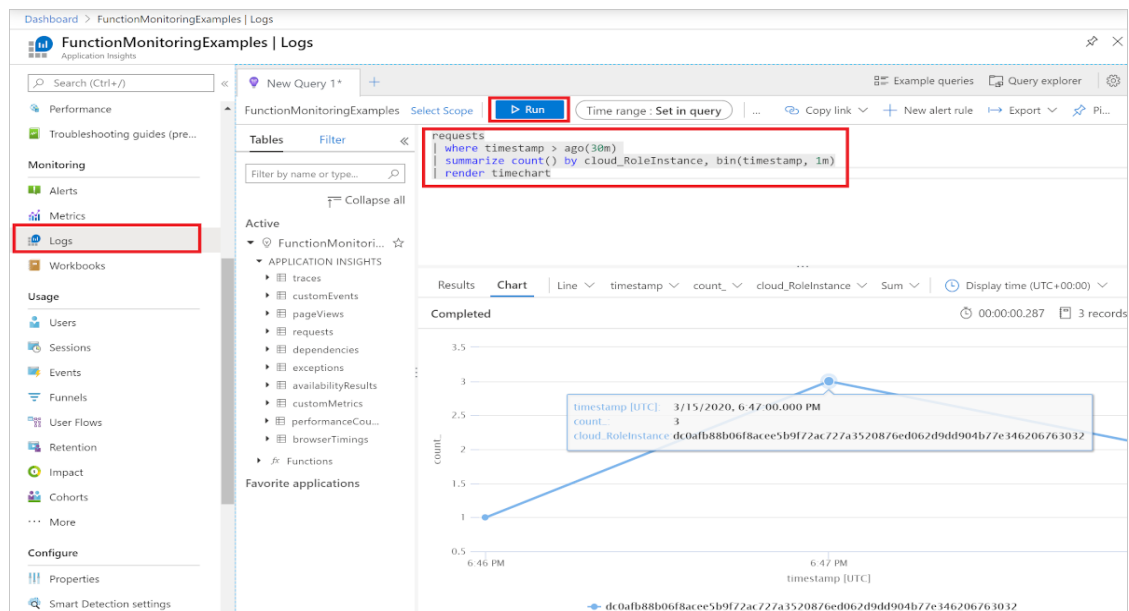 Dashboard > FunctionMonitoringExamples | Logs
FunctionMonitoringExamples | Logs
Application Insights
Search (Ctrl+/)
«
Performance
Troubleshooting guides (pre...
Monitoring
Alerts
Metrics
Logs
Workbooks
Usage
Users
Sessions
Events
Funnels
User Flows
Retention
Impact
Cohorts
More
Configure
Properties
Smart Detection settings
New Query 1*
Example queries
Query explorer
FunctionMonitoringExamples
Select Scope
Run
Time range : Set in query
...
Copy link
New alert rule
Export
Pi...
Tables
Filter
«
Filter by name or type...
Collapse all
Active
FunctionMonitori...
APPLICATION INSIGHTS
traces
customEvents
pageViews
requests
dependencies
exceptions
availabilityResults
customMetrics
performanceCou...
browserTimings
fx Functions
Favorite applications
requests
| where timestamp > ago(30m)
| summarize count() by cloud_RoleInstance, bin(timestamp, 1m)
| render timechart
Results
Chart
Line
timestamp
count_
cloud_RoleInstance
Sum
Display time (UTC+00:00)
Completed
00:00:00.287
3 records
3.5
3
2.5
2
1.5
1
0.5
count_
timestamp [UTC]: 3/15/2020, 6:47:00.000 PM
count_: 3
cloud_RoleInstance: dc0afb88b06f8acee5b9f72ac727a3520876ed062d9dd904b77e346206763032
6:46 PM
6:47 PM
timestamp [UTC]
dc0afb88b06f8acee5b9f72ac727a3520876ed062d9dd904b77e346206763032